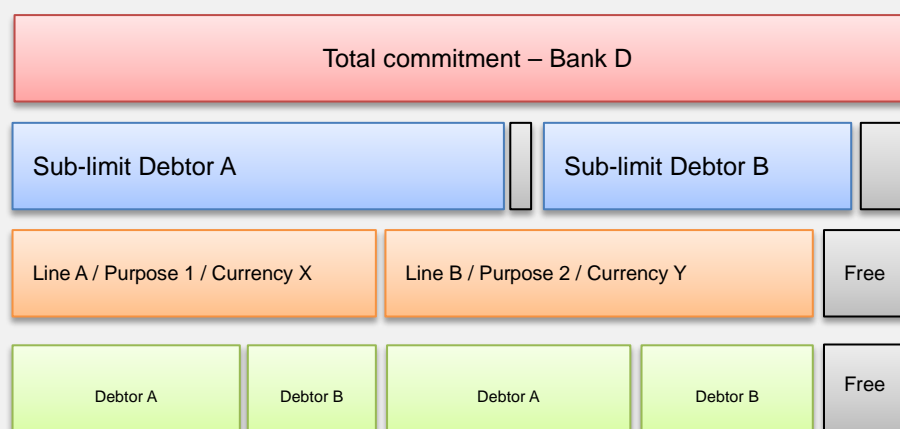 Total commitment – Bank D
Sub-limit Debtor A
Sub-limit Debtor B
Line A / Purpose 1 / Currency X
Line B / Purpose 2 / Currency Y
Free
Debtor A
Debtor B
Debtor A
Debtor B
Free